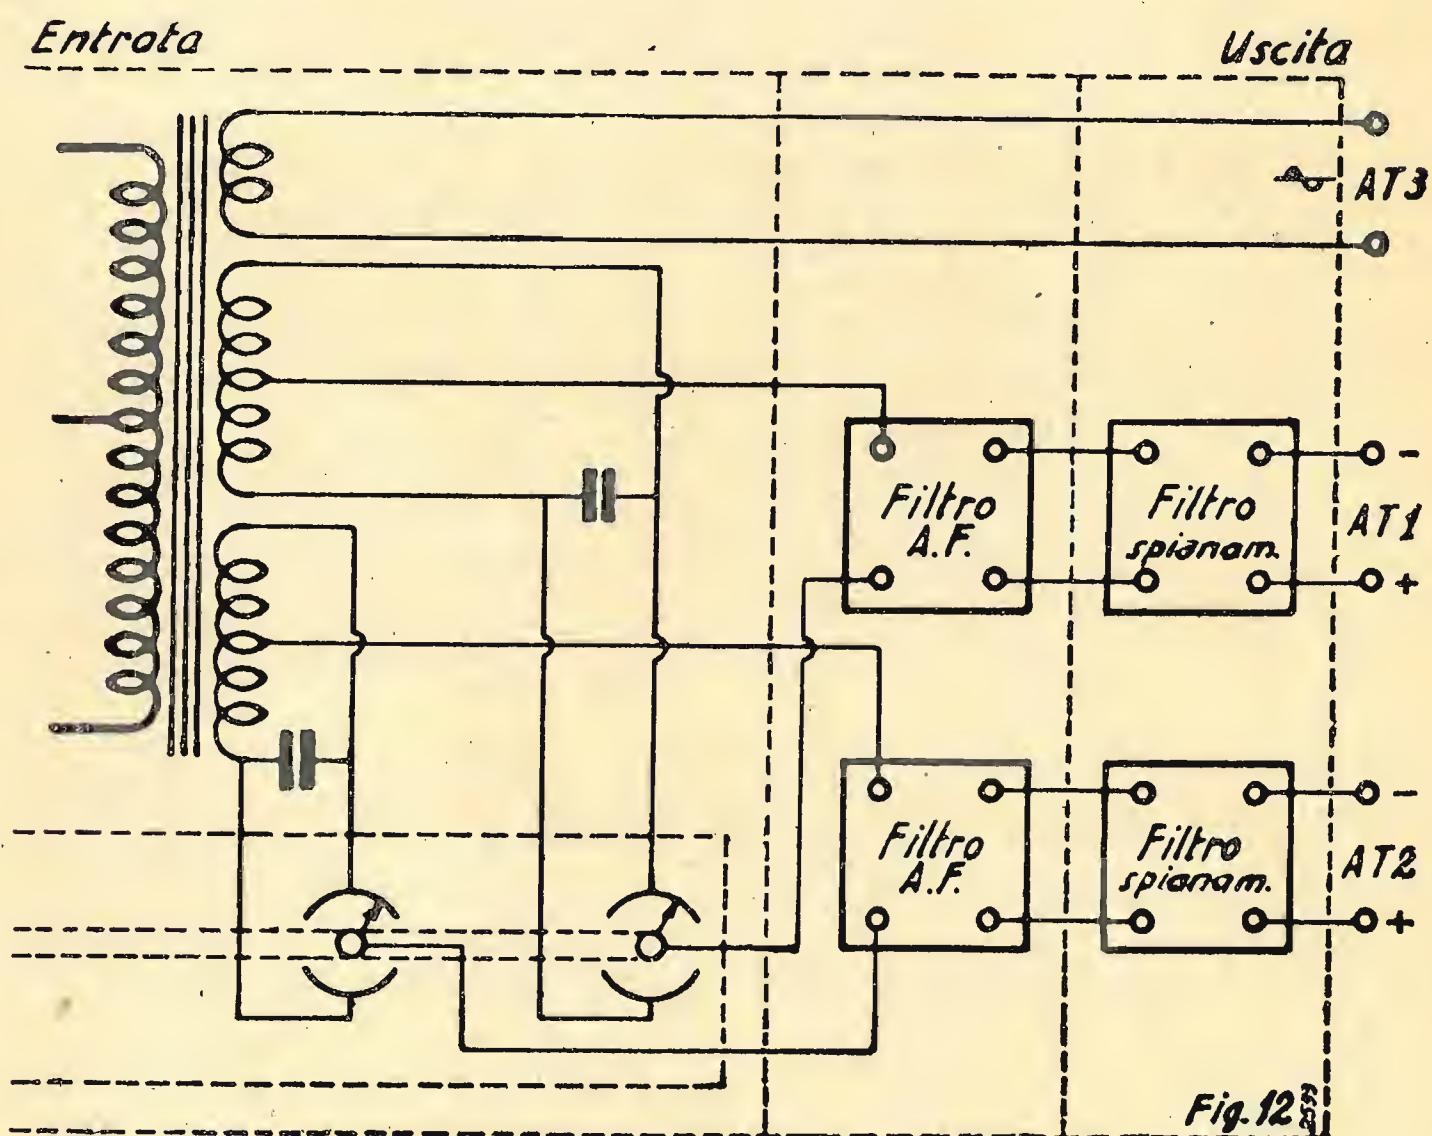 Entrata
Uscita
AT3
Filtro
A.F.
Filtro
spianam.
-
AT1
+
Filtro
A.F.
Filtro
spianam.
-
AT2
+
Fig. 12